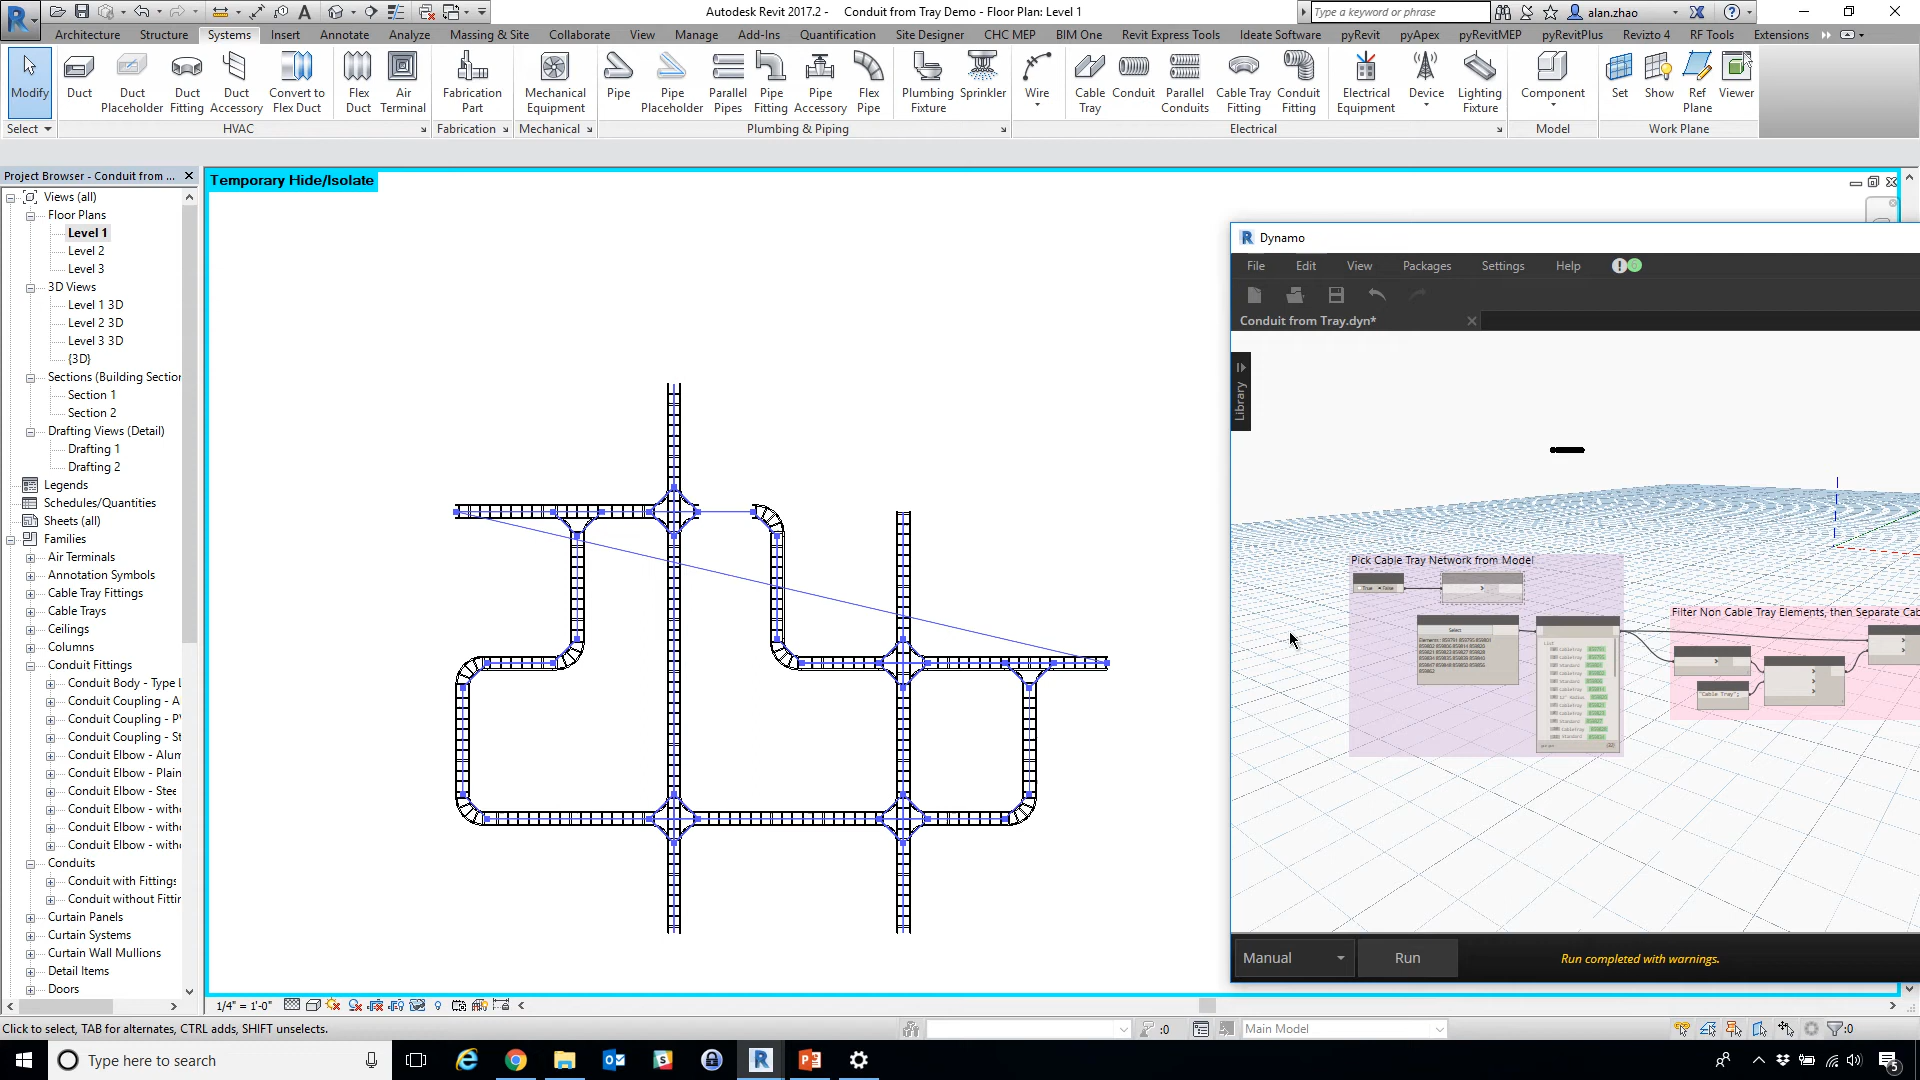 Autodesk Revit 2017.2 - Conduit from Tray Demo - Floor Plan: Level 1
Type a keyword or phrase
alan.zhao
Architecture Structure Systems Insert Annotate Analyze Massing & Site Collaborate View Manage Add-Ins Quantification Site Designer CHC MEP BIM One Revit Express Tools Ideate Software pyRevit pyApex pyRevitMEP pyRevitPlus Revizto 4 RF Tools Extensions
Modify
Duct
Duct Placeholder
Duct Fitting
Duct Accessory
Convert to Flex Duct
Flex Duct
Air Terminal
Fabrication Part
Mechanical Equipment
Pipe
Pipe Placeholder
Parallel Pipes
Pipe Fitting
Pipe Accessory
Flex Pipe
Plumbing Fixture
Sprinkler
Wire
Cable Tray
Conduit
Parallel Conduits
Cable Tray Fitting
Conduit Fitting
Electrical Equipment
Device
Lighting Fixture
Component
Set
Show
Ref Plane
Viewer
Select HVAC Fabrication Mechanical Plumbing & Piping Electrical Model Work Plane
Project Browser - Conduit from ...
Views (all)
Floor Plans
Level 1
Level 2
Level 3
3D Views
Level 1 3D
Level 2 3D
Level 3 3D
{3D}
Sections (Building Section
Section 1
Section 2
Drafting Views (Detail)
Drafting 1
Drafting 2
Legends
Schedules/Quantities
Sheets (all)
Families
Air Terminals
Annotation Symbols
Cable Tray Fittings
Cable Trays
Ceilings
Columns
Conduit Fittings
Conduit Body - Type L
Conduit Coupling - A
Conduit Coupling - PV
Conduit Coupling - St
Conduit Elbow - Alum
Conduit Elbow - Plain
Conduit Elbow - Stee
Conduit Elbow - witho
Conduit Elbow - witho
Conduit Elbow - witho
Conduits
Conduit with Fittings
Conduit without Fittin
Curtain Panels
Curtain Systems
Curtain Wall Mullions
Detail Items
Doors
Temporary Hide/Isolate
Dynamo
File Edit View Packages Settings Help
Conduit from Tray.dyn*
Library
Pick Cable Tray Network from Model
True False
Select
List
Filter Non Cable Tray Elements, then Separate Cab
"Cable Tray";
Manual
Run
Run completed with warnings.
1/4" = 1'-0"
Click to select, TAB for alternates, CTRL adds, SHIFT unselects.
:0
Main Model
:0
Type here to search
5